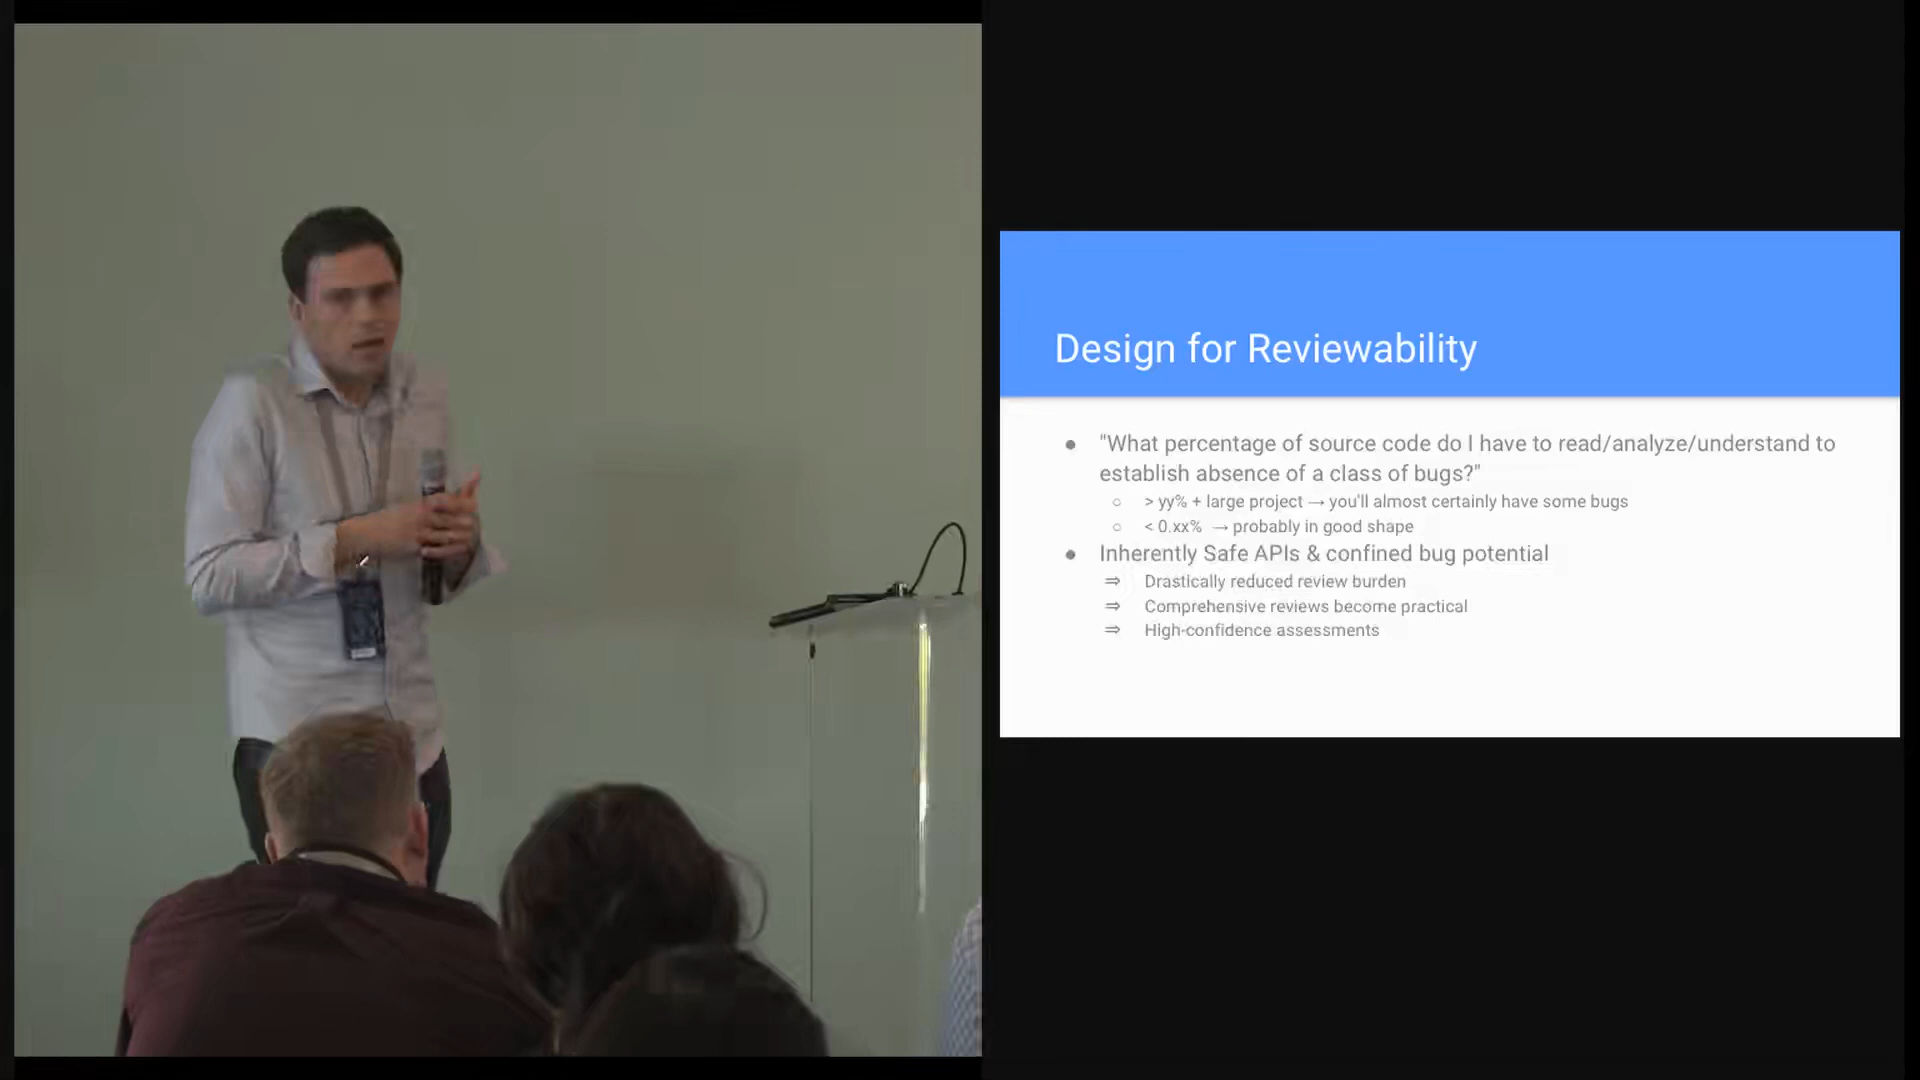 Design for Reviewability
● "What percentage of source code do I have to read/analyze/understand to
establish absence of a class of bugs?"
○ > yy% + large project → you'll almost certainly have some bugs
○ < 0.xx% → probably in good shape
● Inherently Safe APIs & confined bug potential
⇒ Drastically reduced review burden
⇒ Comprehensive reviews become practical
⇒ High-confidence assessments